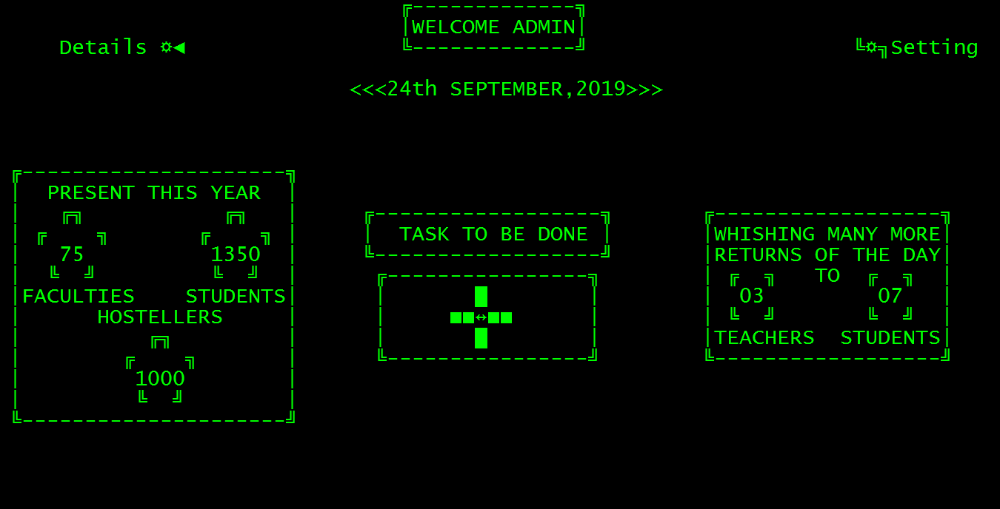 WELCOME ADMIN
Details ☼◄
╚☼╗Setting
<<<24th SEPTEMBER,2019>>>
PRESENT THIS YEAR
75 1350
FACULTIES STUDENTS
HOSTELLERS
1000
TASK TO BE DONE
WHISHING MANY MORE
RETURNS OF THE DAY
TO
03 07
TEACHERS STUDENTS